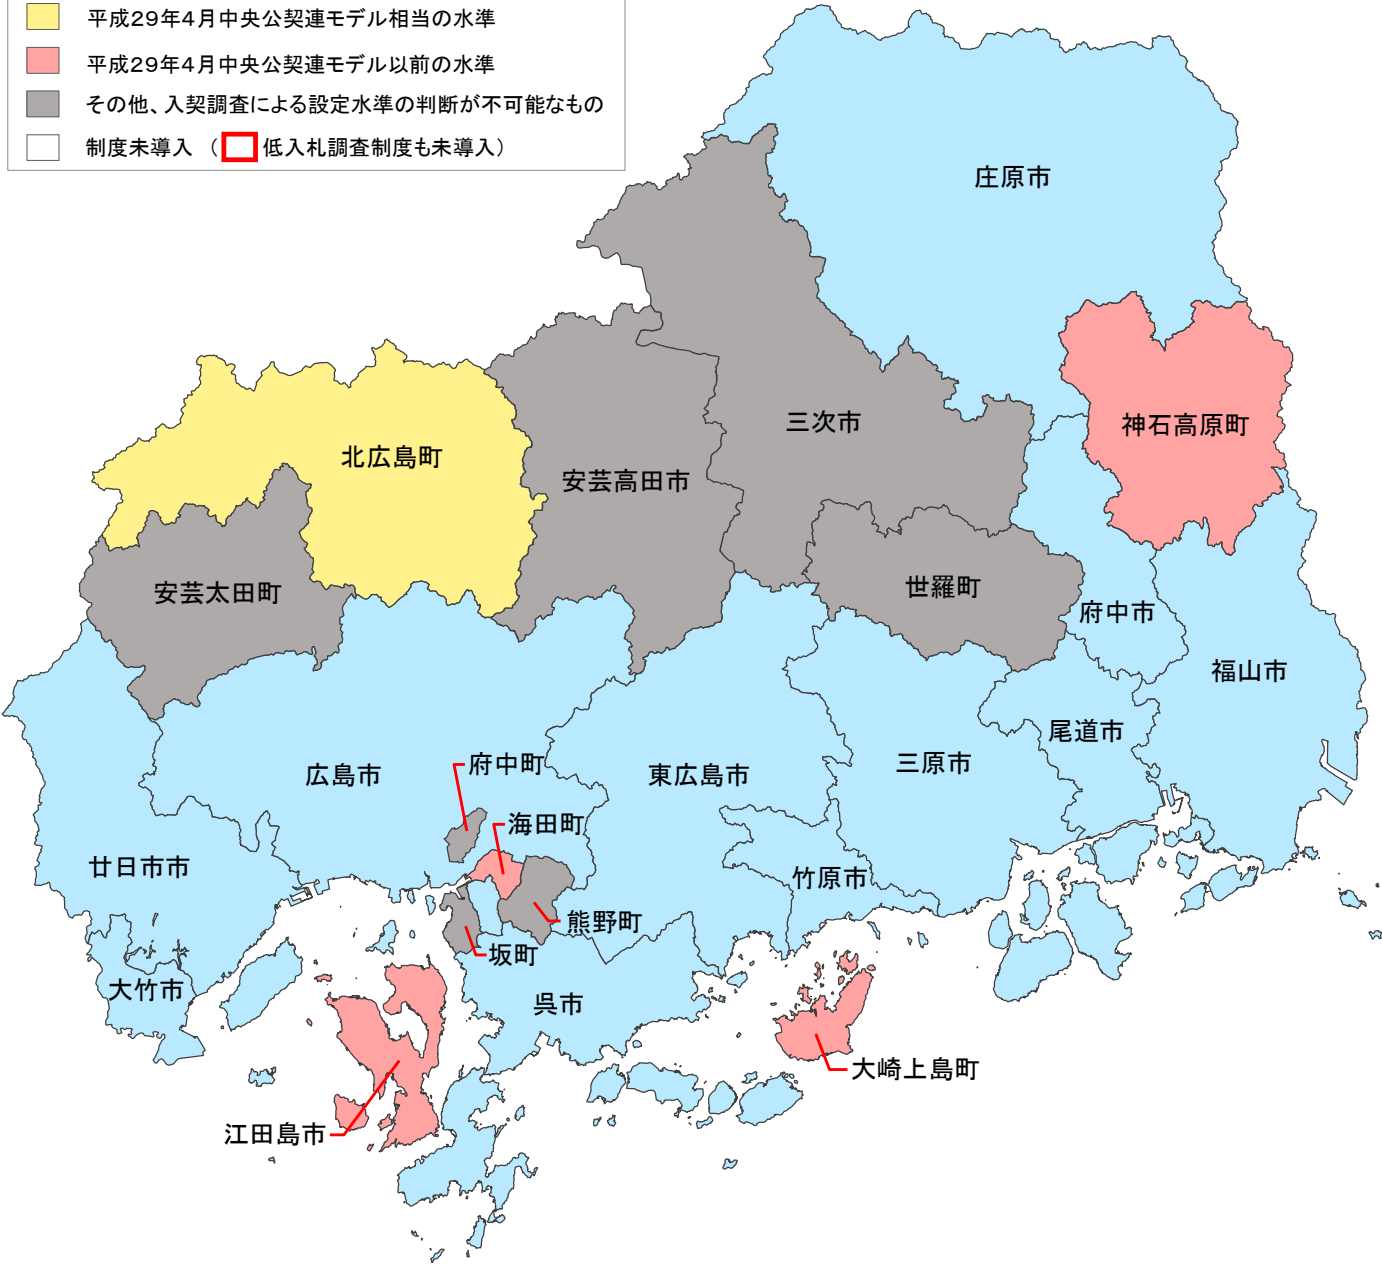 平成29年4月中央公契連モデル相当の水準
平成29年4月中央公契連モデル以前の水準
その他、入契調査による設定水準の判断が不可能なもの
制度未導入 ( 低入札調査制度も未導入)
庄原市
神石高原町
三次市
北広島町
安芸高田市
安芸太田町
世羅町
府中市
福山市
尾道市
府中町
広島市
東広島市
三原市
海田町
廿日市市
竹原市
熊野町
坂町
大竹市
呉市
大崎上島町
江田島市